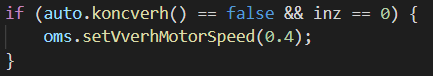 if (auto.koncverh() == false && inz == 0) {
    oms.setVverhMotorSpeed(0.4);
}